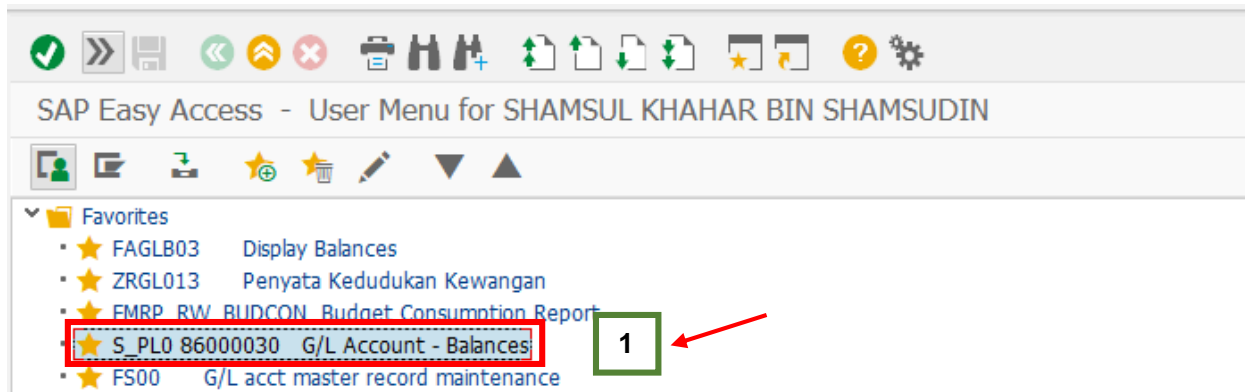 SAP Easy Access - User Menu for SHAMSUL KHAHAR BIN SHAMSUDIN
Favorites
FAGLB03 Display Balances
ZRGL013 Penyata Kedudukan Kewangan
FMRP_RW_BUDCON Budget Consumption Report
S_PL0 86000030 G/L Account - Balances
1
FS00 G/L acct master record maintenance